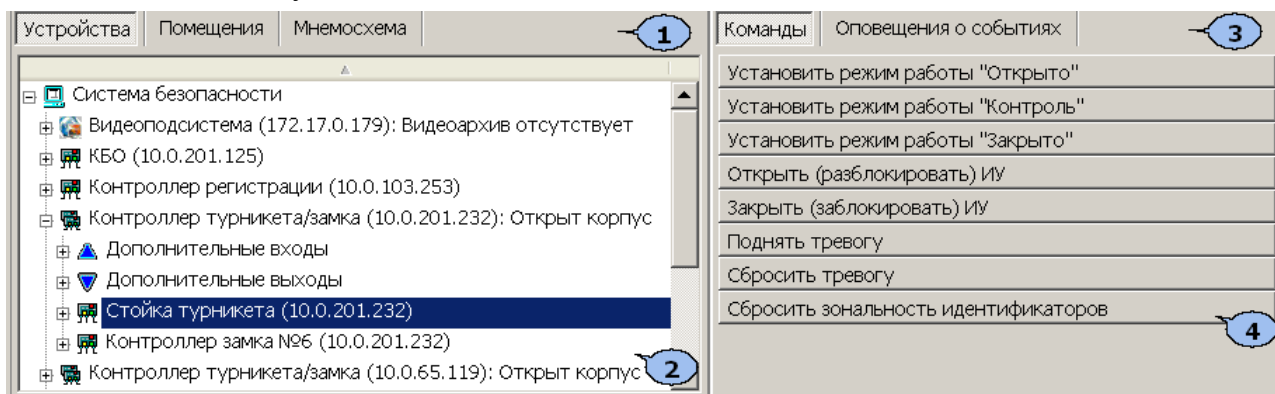 Устройства Помещения Мнемосхема 1
Система безопасности
Видеоподсистема (172.17.0.179): Видеоархив отсутствует
КБО (10.0.201.125)
Контроллер регистрации (10.0.103.253)
Контроллер турникета/замка (10.0.201.232): Открыт корпус
Дополнительные входы
Дополнительные выходы
Стойка турникета (10.0.201.232)
Контроллер замка №6 (10.0.201.232)
Контроллер турникета/замка (10.0.65.119): Открыт корпус
2
Команды Оповещения о событиях 3
Установить режим работы "Открыто"
Установить режим работы "Контроль"
Установить режим работы "Закрыто"
Открыть (разблокировать) ИУ
Закрыть (заблокировать) ИУ
Поднять тревогу
Сбросить тревогу
Сбросить зональность идентификаторов
4